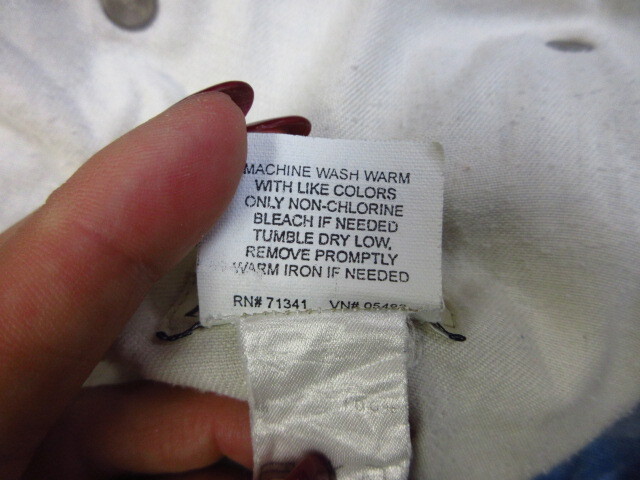 MACHINE WASH WARM
WITH LIKE COLORS
ONLY NON-CHLORINE
BLEACH IF NEEDED
TUMBLE DRY LOW,
REMOVE PROMPTLY
WARM IRON IF NEEDED
RN# 71341 VN#